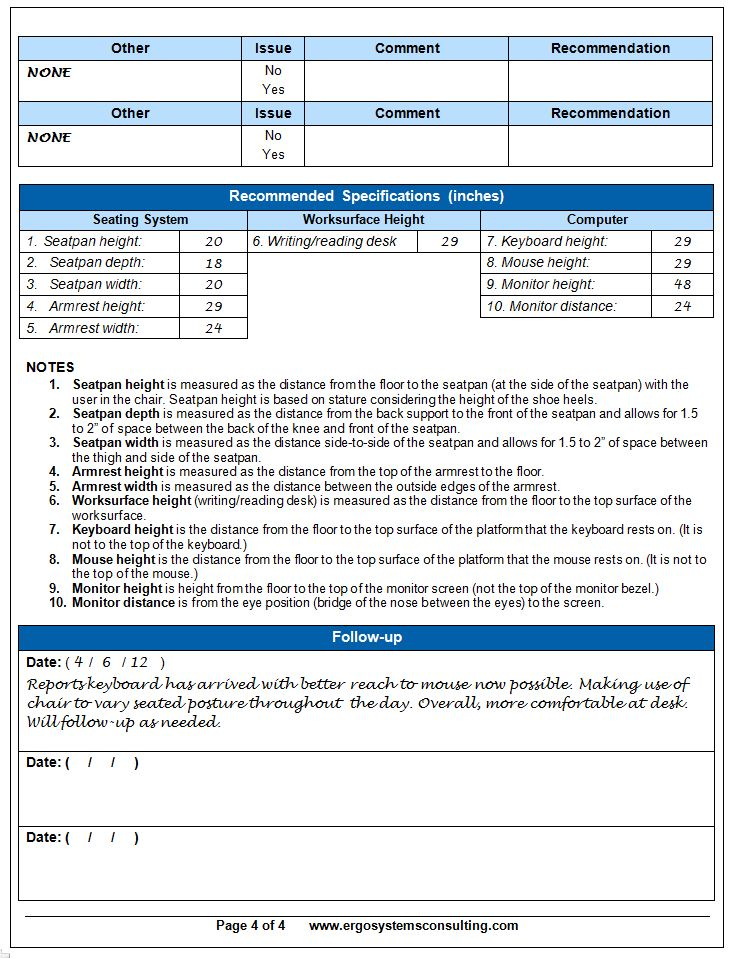 Other Issue Comment Recommendation
NONE No
Yes
Other Issue Comment Recommendation
NONE No
Yes
Recommended Specifications (inches)
Seating System Worksurface Height Computer
1. Seatpan height: 20 6. Writing/reading desk 29 7. Keyboard height: 29
2. Seatpan depth: 18 8. Mouse height: 29
3. Seatpan width: 20 9. Monitor height: 48
4. Armrest height: 29 10. Monitor distance: 24
5. Armrest width: 24
NOTES
1. Seatpan height is measured as the distance from the floor to the seatpan (at the side of the seatpan) with the
user in the chair. Seatpan height is based on stature considering the height of the shoe heels.
2. Seatpan depth is measured as the distance from the back support to the front of the seatpan and allows for 1.5
to 2” of space between the back of the knee and front of the seatpan.
3. Seatpan width is measured as the distance side-to-side of the seatpan and allows for 1.5 to 2” of space between
the thigh and side of the seatpan.
4. Armrest height is measured as the distance from the top of the armrest to the floor.
5. Armrest width is measured as the distance between the outside edges of the armrest.
6. Worksurface height (writing/reading desk) is measured as the distance from the floor to the top surface of the
worksurface.
7. Keyboard height is the distance from the floor to the top surface of the platform that the keyboard rests on. (It is
not to the top of the keyboard.)
8. Mouse height is the distance from the floor to the top surface of the platform that the mouse rests on. (It is not to
the top of the mouse.)
9. Monitor height is height from the floor to the top of the monitor screen (not the top of the monitor bezel.)
10. Monitor distance is from the eye position (bridge of the nose between the eyes) to the screen.
Follow-up
Date: ( 4 / 6 / 12 )
Reports keyboard has arrived with better reach to mouse now possible. Making use of
chair to vary seated posture throughout the day. Overall, more comfortable at desk.
Will follow-up as needed.
Date: ( / / )
Date: ( / / )
Page 4 of 4 www.ergosystemsconsulting.com